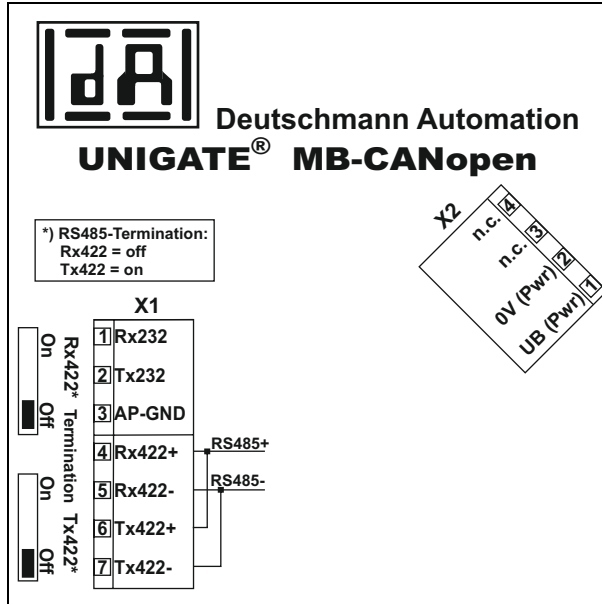 dA
Deutschmann Automation
UNIGATE® MB-CANopen
*) RS485-Termination:
Rx422 = off
Tx422 = on
X2
n.c. 4
n.c. 3
0V (Pwr) 2
UB (Pwr) 1
X1
1 Rx232
2 Tx232
3 AP-GND
4 Rx422+
5 Rx422-
6 Tx422+
7 Tx422-
RS485+
RS485-
Rx422* Termination Tx422*
On
Off
On
Off